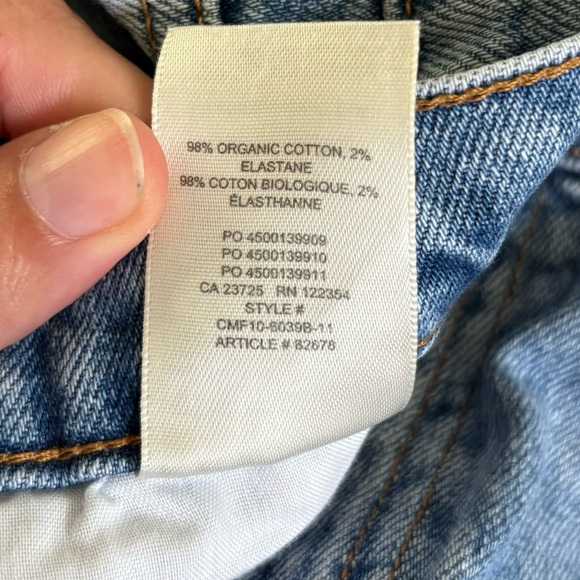 98% ORGANIC COTTON, 2%
ELASTANE
98% COTON BIOLOGIQUE, 2%
ÉLASTHANNE
PO 4500139909
PO 4500139910
PO 4500139911
CA 23725 RN 122354
STYLE #
CMF10-6039B-11
ARTICLE # 82678